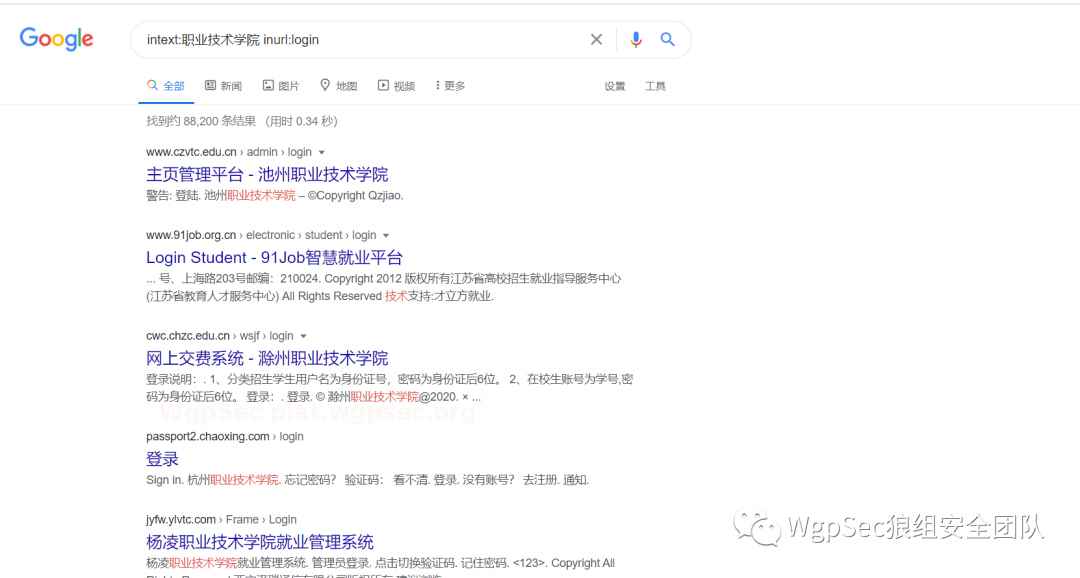 Google
intext:职业技术学院 inurl:login
全部 新闻 图片 地图 视频 更多 设置 工具
找到约 88,200 条结果 (用时 0.34 秒)
www.czvtc.edu.cn › admin › login
主页管理平台 - 池州职业技术学院
警告: 登陆. 池州职业技术学院 – ©Copyright Qzjiao.
www.91job.org.cn › electronic › student › login
Login Student - 91Job智慧就业平台
... 号、上海路203号邮编：210024. Copyright 2012 版权所有江苏省高校招生就业指导服务中心
(江苏省教育人才服务中心) All Rights Reserved 技术支持:才立方就业.
cwc.chzc.edu.cn › wsjf › login
网上交费系统 - 滁州职业技术学院
登录说明：. 1、分类招生学生用户名为身份证号，密码为身份证后6位。 2、在校生账号为学号,密
码为身份证后6位。 登录：. 登录. © 滁州职业技术学院@2020. × ...
WgpSec plat.wgpsec.org
passport2.chaoxing.com › login
登录
Sign in. 杭州职业技术学院. 忘记密码？ 验证码： 看不清. 登录. 没有账号？ 去注册. 通知.
jyfw.ylvtc.com › Frame › Login
杨凌职业技术学院就业管理系统
WgpSec狼组安全团队
杨凌职业技术学院就业管理系统. 管理员登录. 点击切换验证码. 记住密码. <123>. Copyright All